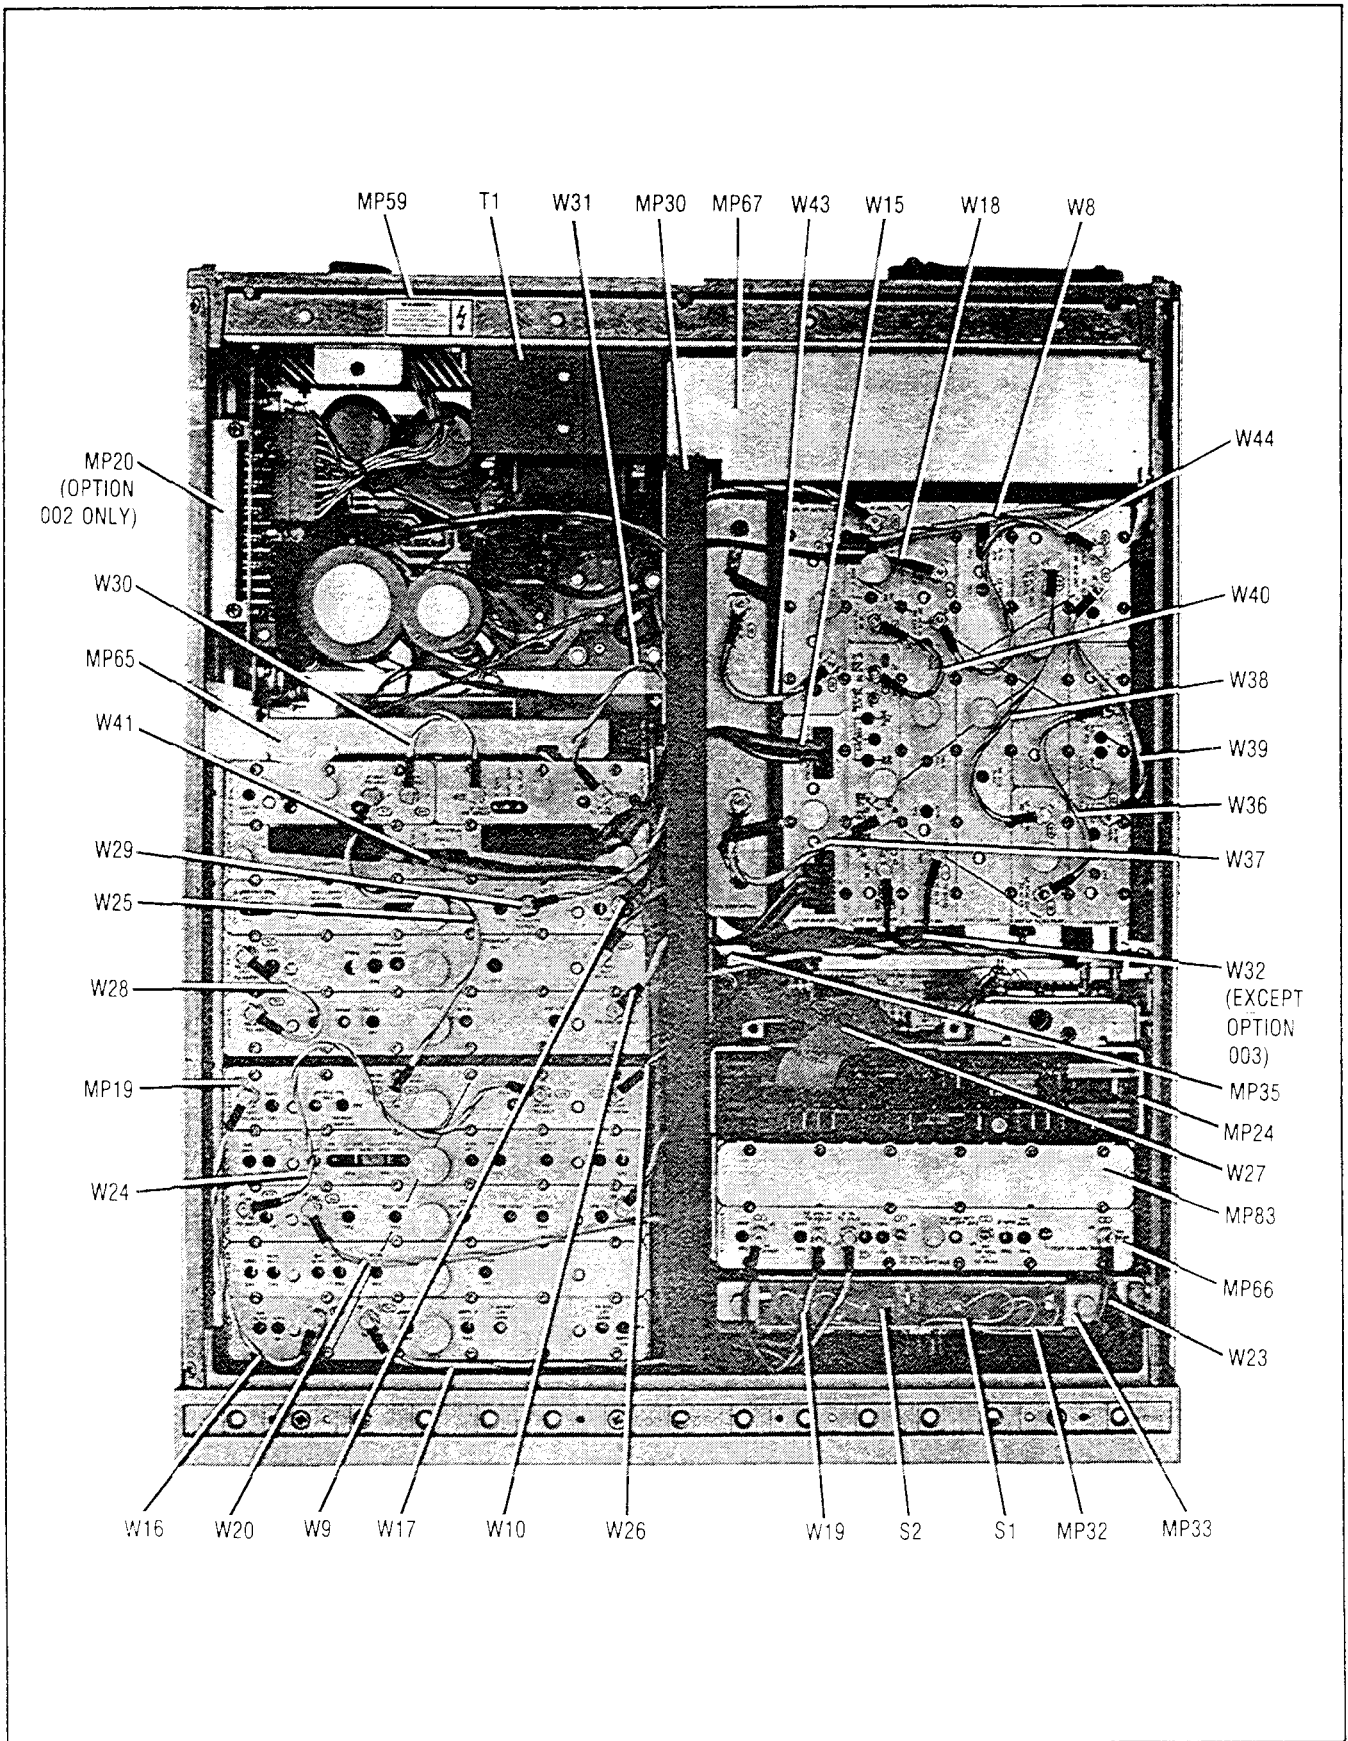 MP59 T1 W31 MP30 MP67 W43 W15 W18 W8
W44
MP20
(OPTION
002 ONLY)
W30
W40
MP65
W38
W41
W39
W36
W29
W37
W25
W28
W32
(EXCEPT
OPTION
003)
MP19
MP35
MP24
W27
W24
MP83
MP66
W23
W16 W20 W9 W17 W10 W26 W19 S2 S1 MP32 MP33